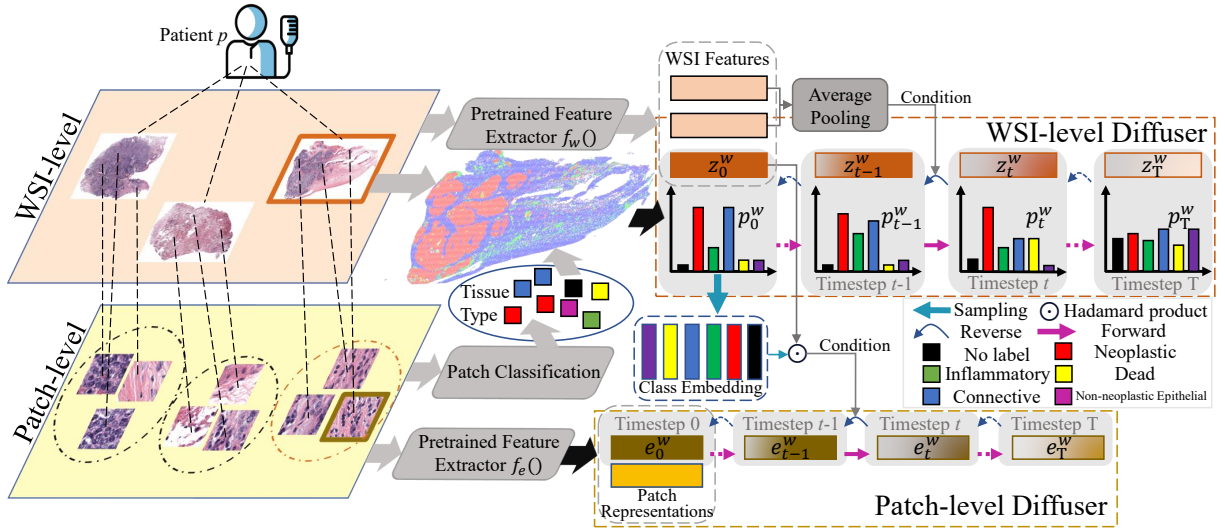 Patient p
WSI-level
Pretrained Feature
Extractor f_w()
WSI Features
Average
Pooling
Condition
WSI-level Diffuser
z_0^w
z_{t-1}^w
z_t^w
z_T^w
p_0^w
p_{t-1}^w
p_t^w
p_T^w
Timestep t-1
Timestep t
Timestep T
Tissue
Type
Patch-level
Patch Classification
Class Embedding
Condition
Sampling
Hadamard product
Reverse
Forward
No label
Neoplastic
Inflammatory
Dead
Connective
Non-neoplastic Epithelial
Pretrained Feature
Extractor f_e()
Timestep 0
Timestep t-1
Timestep t
Timestep T
e_0^w
e_{t-1}^w
e_t^w
e_T^w
Patch
Representations
Patch-level Diffuser